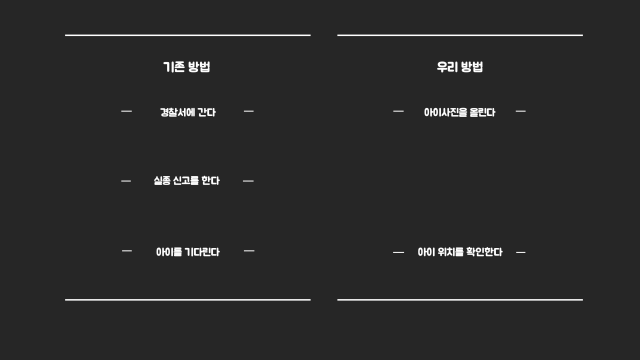 기존 방법
경찰서에 간다
실종 신고를 한다
아이를 기다린다
우리 방법
아이사진을 올린다
아이 위치를 확인한다